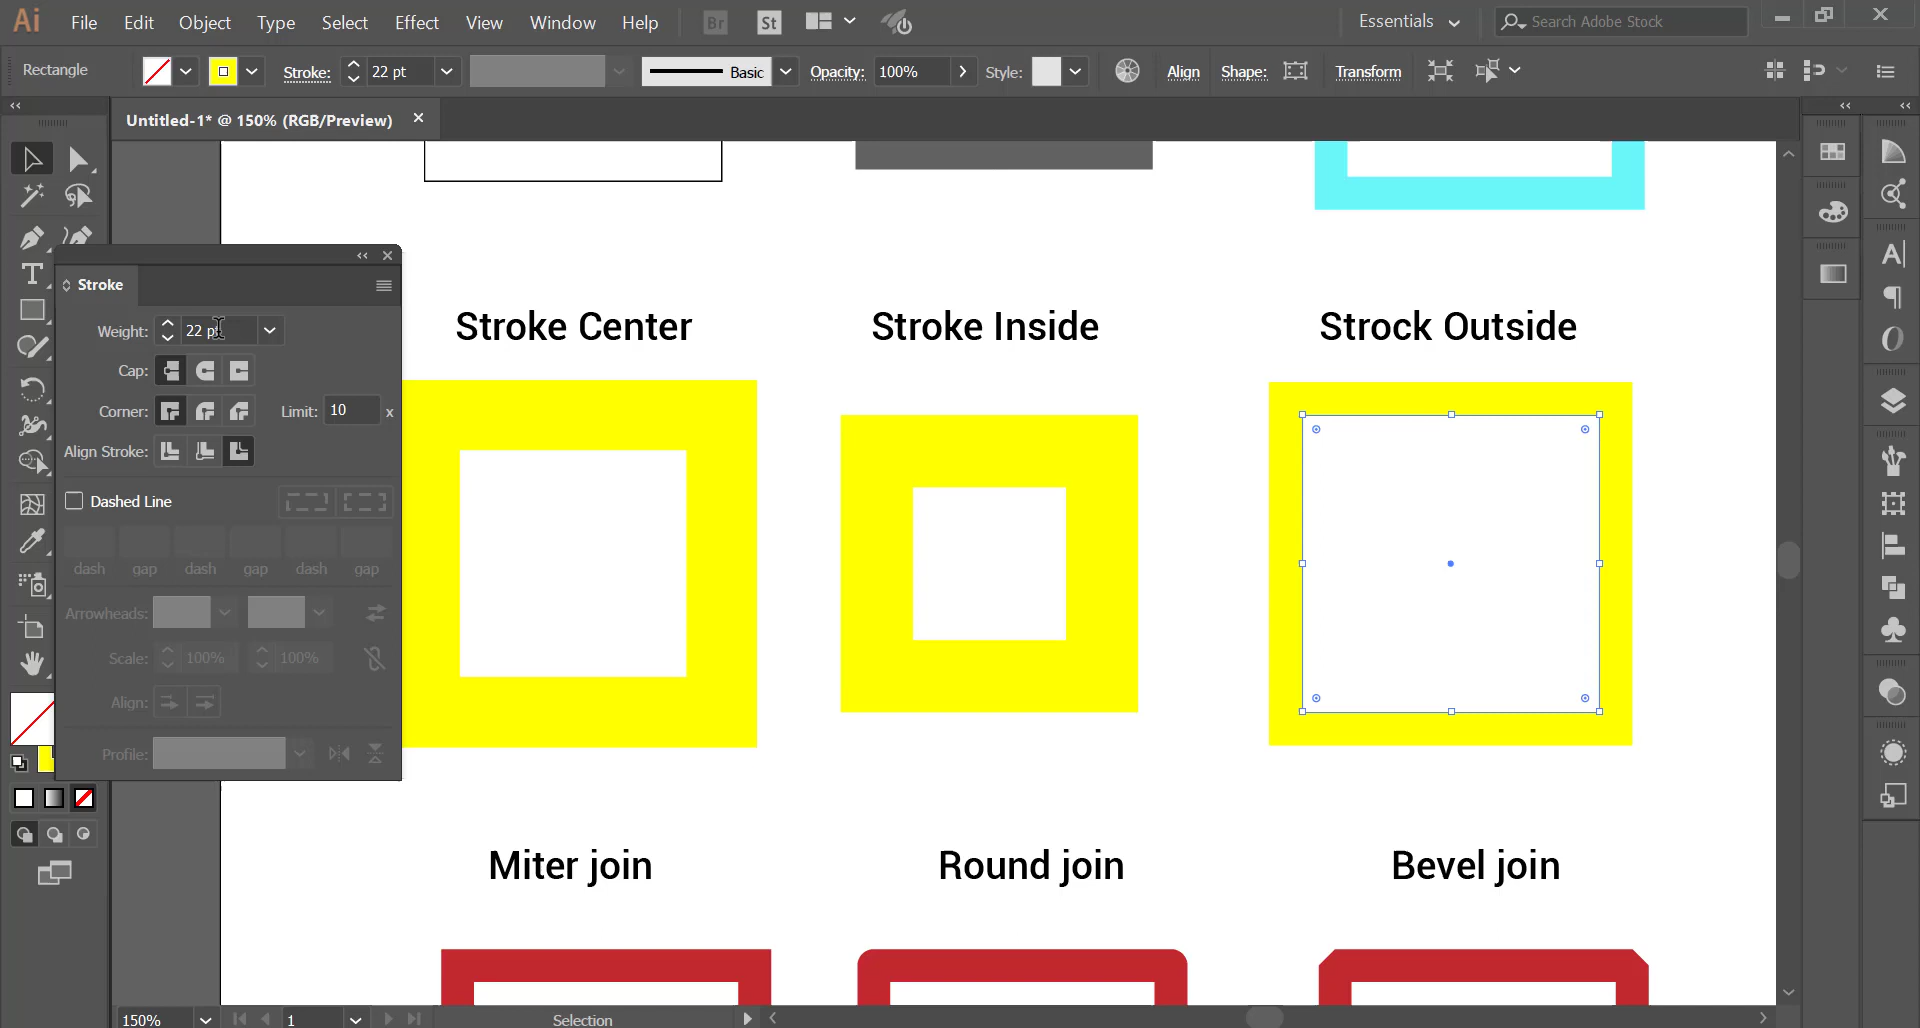 Ai File Edit Object Type Select Effect View Window Help Br St Essentials Search Adobe Stock
Rectangle Stroke: 22 pt Basic Opacity: 100% Style: Align Shape: Transform
Untitled-1* @ 150% (RGB/Preview)
Stroke
Weight: 22 pt
Cap:
Corner: Limit: 10 x
Align Stroke:
Dashed Line
dash gap dash gap dash gap
Arrowheads:
Scale: 100% 100%
Align:
Profile:
Stroke Center Stroke Inside Strock Outside
Miter join Round join Bevel join
150% 1 Selection